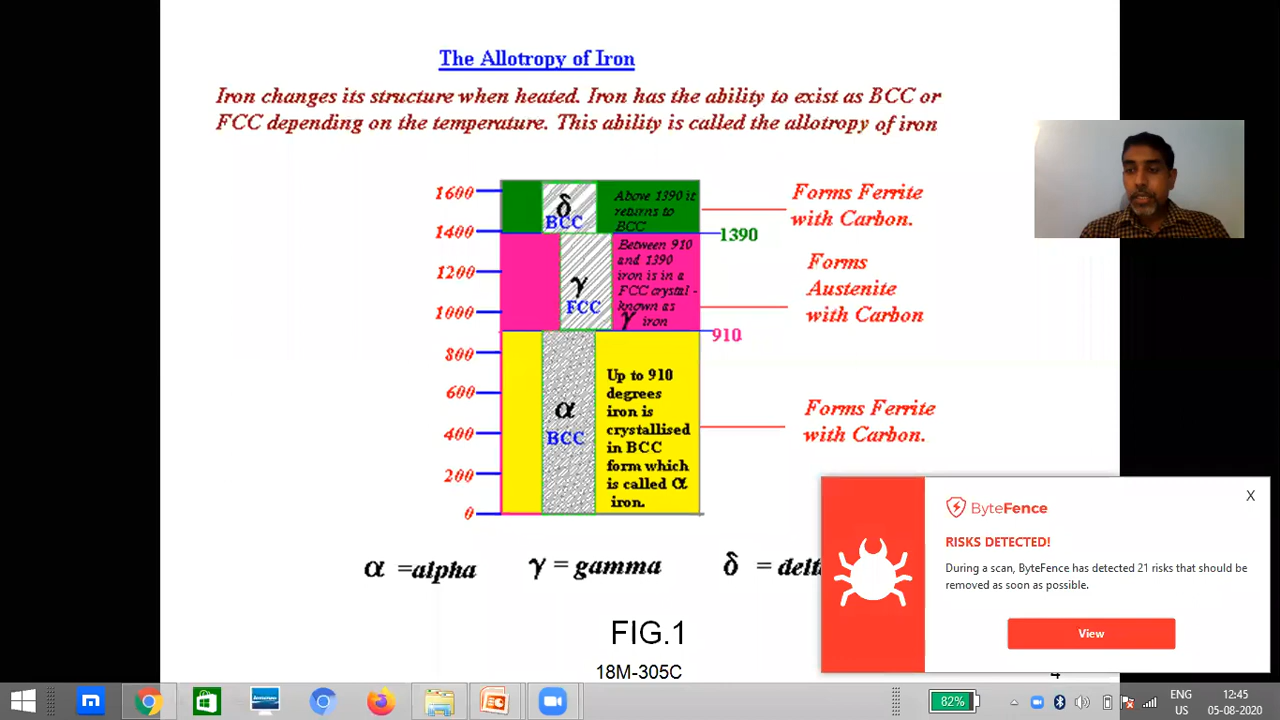 The Allotropy of Iron
Iron changes its structure when heated. Iron has the ability to exist as BCC or
FCC depending on the temperature. This ability is called the allotropy of iron
1600
1400
1200
1000
800
600
400
200
0
δ
BCC
Above 1390 it
returns to
BCC
1390
γ
FCC
Between 910
and 1390
iron is in a
FCC crystal -
known as
γ iron
910
α
BCC
Up to 910
degrees
iron is
crystallised
in BCC
form which
is called α
iron.
Forms Ferrite
with Carbon.
Forms
Austenite
with Carbon
Forms Ferrite
with Carbon.
α =alpha
γ = gamma
δ = delt
FIG.1
18M-305C
ByteFence
X
RISKS DETECTED!
During a scan, ByteFence has detected 21 risks that should be
removed as soon as possible.
View
82%
ENG
US
12:45
05-08-2020